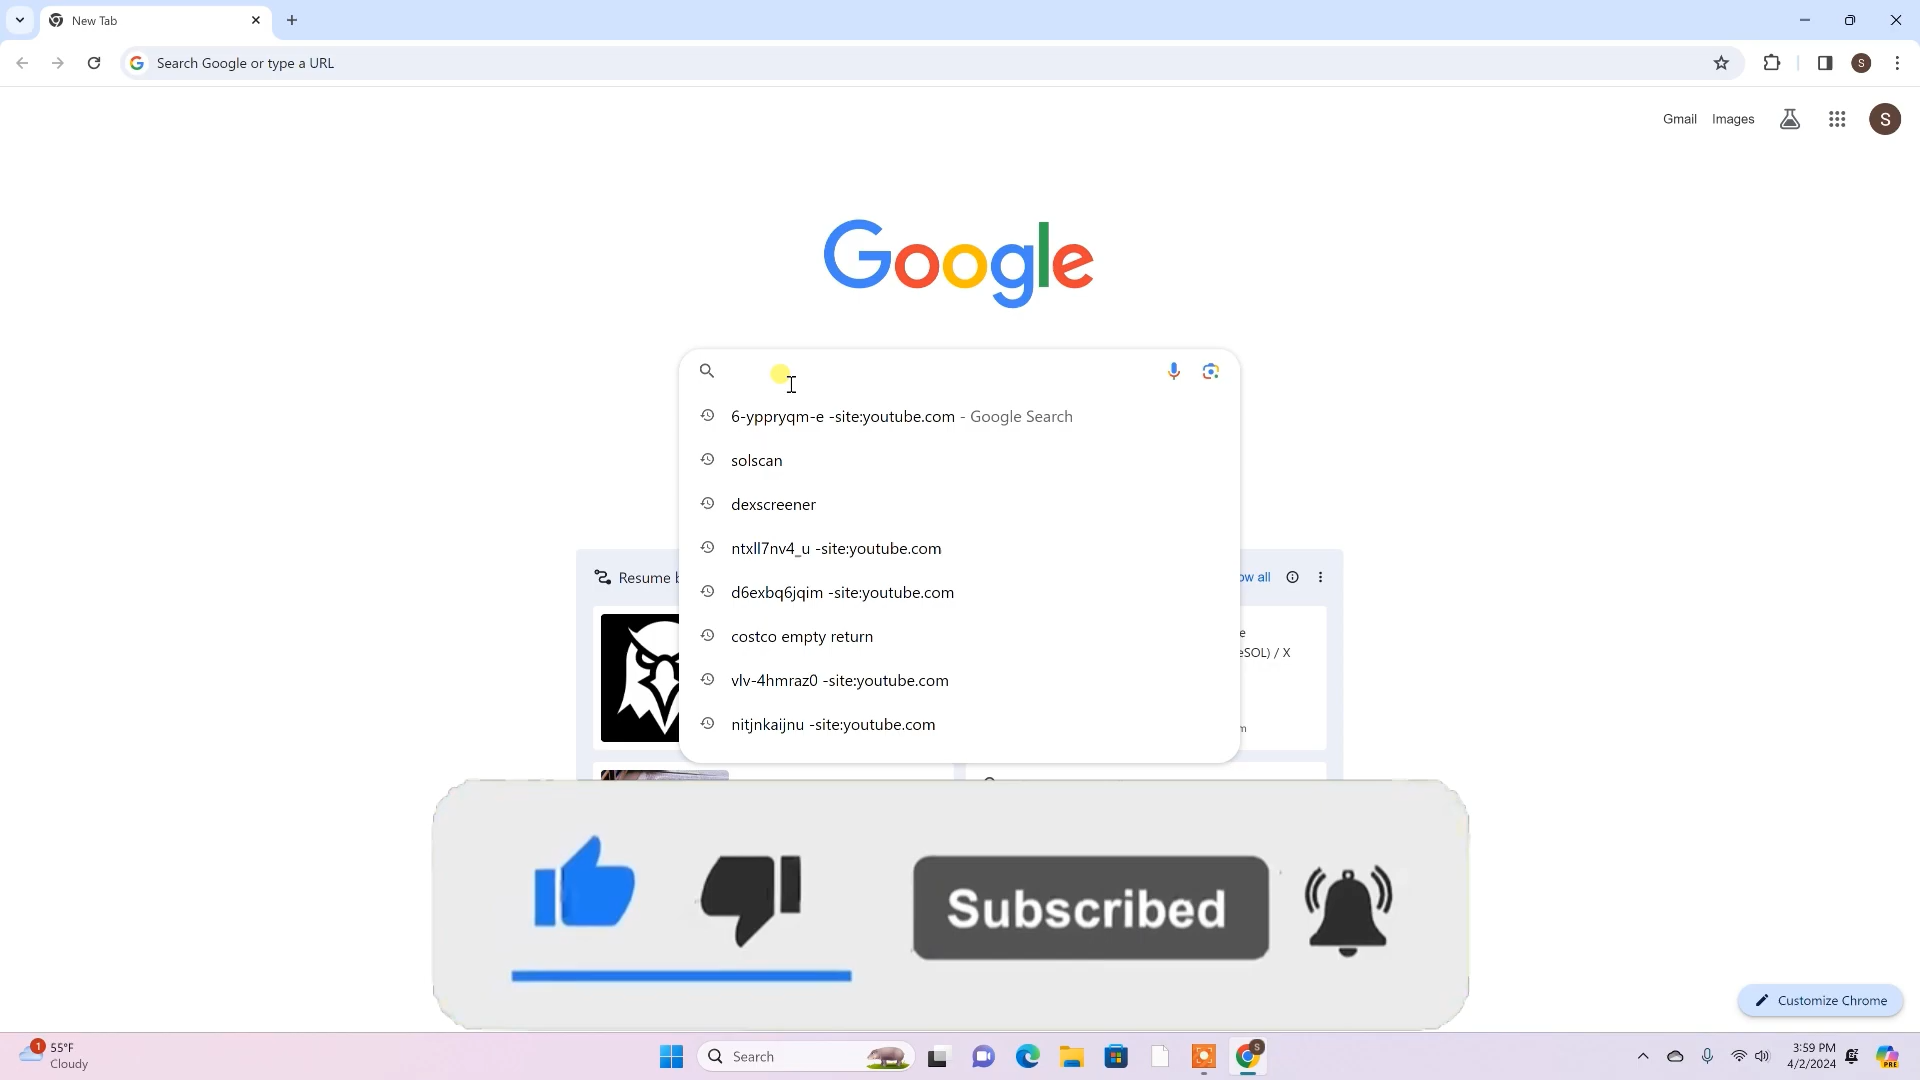 New Tab
Search Google or type a URL
S
Gmail Images
S
Google
6-yppryqm-e -site:youtube.com - Google Search
solscan
dexscreener
ntxll7nv4_u -site:youtube.com
d6exbq6jqim -site:youtube.com
costco empty return
vlv-4hmraz0 -site:youtube.com
nitjnkaijnu -site:youtube.com
Resume b
ow all
e
eSOL) / X
m
Subscribed
Customize Chrome
1
55°F
Cloudy
Search
S
3:59 PM
4/2/2024
PRE